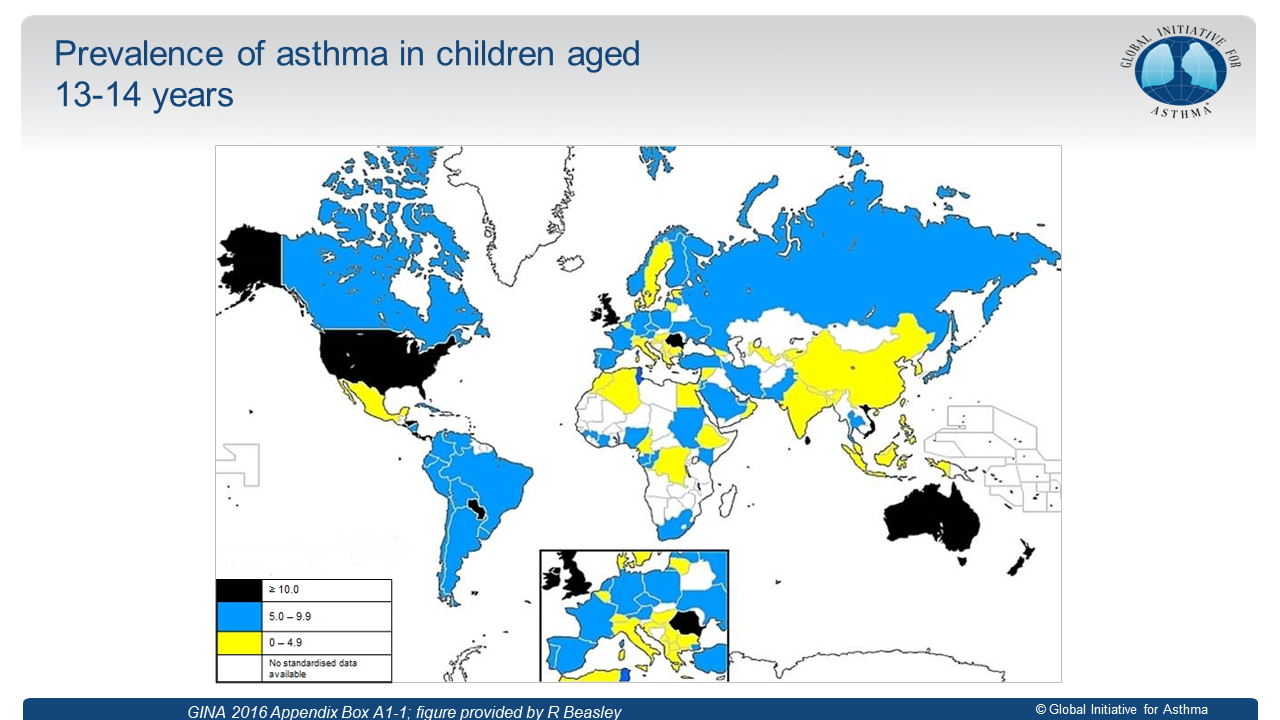 Prevalence of asthma in children aged
13-14 years
GLOBAL INITIATIVE FOR
ASTHMA
≥ 10.0
5.0 – 9.9
0 – 4.9
No standardised data
available
GINA 2016 Appendix Box A1-1; figure provided by R Beasley
© Global Initiative for Asthma